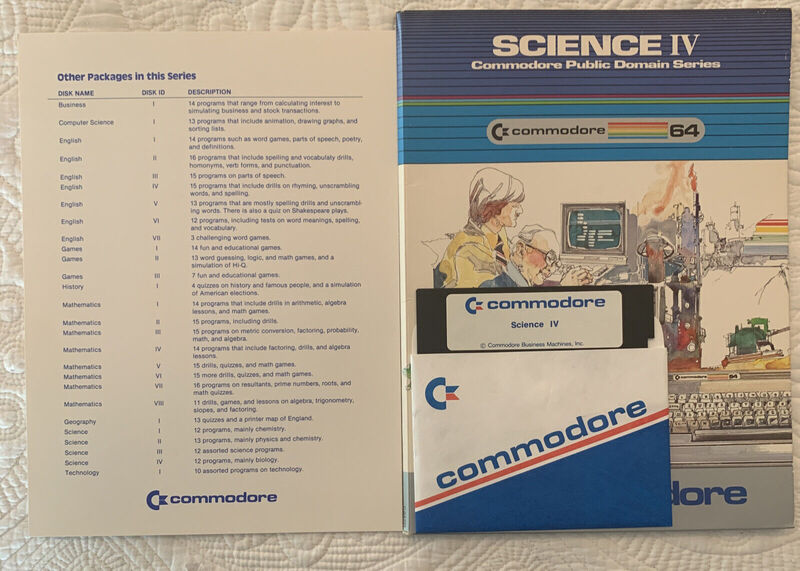 Other Packages in this Series
DISK NAME DISK ID DESCRIPTION
Business I 14 programs that range from calculating interest to
simulating business and stock transactions.
Computer Science I 13 programs that include animation, drawing graphs, and
sorting lists.
English I 14 programs such as word games, parts of speech, poetry,
and definitions.
English II 16 programs that include spelling and vocabulaty drills,
homonyms, verb forms, and punctuation.
English III 15 programs on parts of speech.
English IV 15 programs that include drills on rhyming, unscrambling
words, and spelling.
English V 13 programs that are mostly spelling drills and unscrambl-
ing words. There is also a quiz on Shakespeare plays.
English VI 12 programs, including tests on word meanings, spelling,
and vocabulary.
English VII 3 challenging word games.
Games I 14 fun and educational games.
Games II 13 word guessing, logic, and math games, and a
simulation of Hi-Q.
Games III 7 fun and educational games.
History I 4 quizzes on history and famous people, and a simulation
of American elections.
Mathematics I 14 programs that include drills in arithmetic, algebra
lessons, and math games.
Mathematics II 15 programs, including drills.
Mathematics III 15 programs on metric conversion, factoring, probability,
math, and algebra.
Mathematics IV 14 programs that include factoring, drills, and algebra
lessons.
Mathematics V 15 drills, quizzes, and math games.
Mathematics VI 15 more drills, quizzes, and math games.
Mathematics VII 16 programs on resultants, prime numbers, roots, and
math quizzes.
Mathematics VIII 11 drills, games, and lessons on algebra, trigonometry,
slopes, and factoring.
Geography I 13 quizzes and a printer map of England.
Science I 12 programs, mainly chemistry.
Science II 13 programs, mainly physics and chemistry.
Science III 12 assorted science programs.
Science IV 12 programs, mainly biology.
Technology I 10 assorted programs on technology.
commodore
SCIENCE IV
Commodore Public Domain Series
commodore 64
commodore
Science IV
© Commodore Business Machines, Inc.
commodore
commodore 64
dore